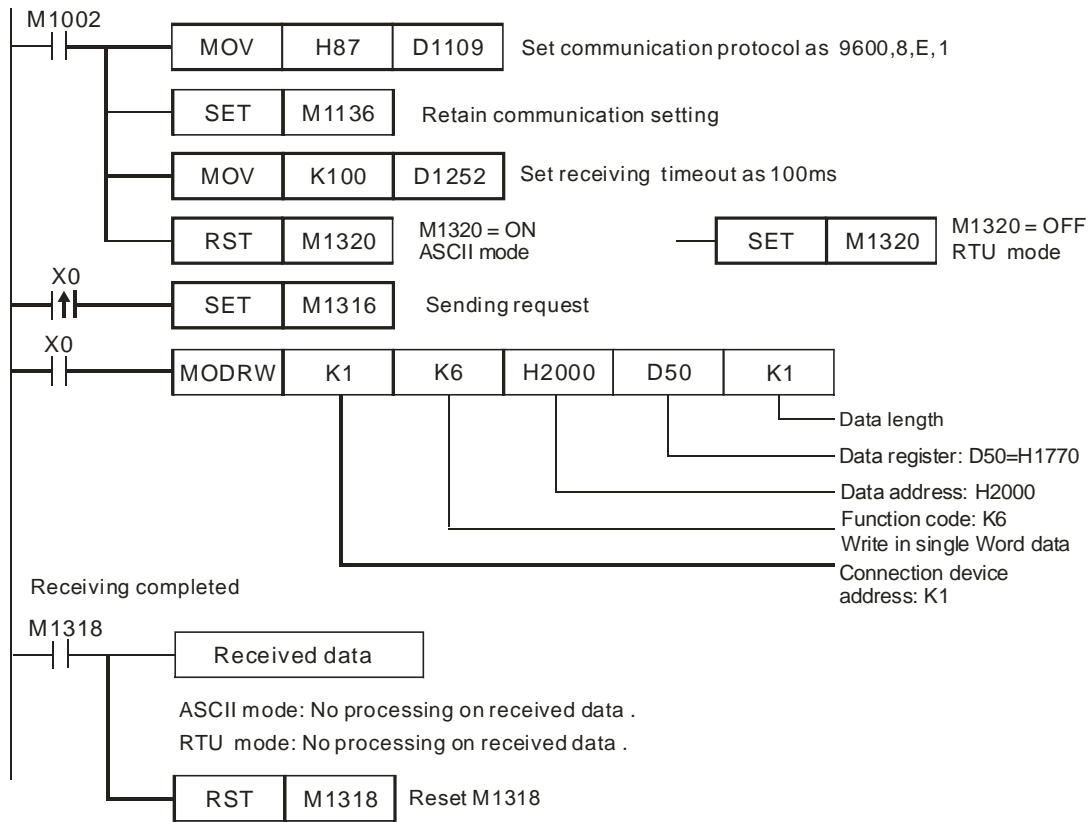 M1002
MOV H87 D1109 Set communication protocol as 9600,8,E,1
SET M1136 Retain communication setting
MOV K100 D1252 Set receiving timeout as 100ms
RST M1320 M1320 = ON
ASCII mode
SET M1320 M1320 = OFF
RTU mode
X0
SET M1316 Sending request
X0
MODRW K1 K6 H2000 D50 K1
Data length
Data register: D50=H1770
Data address: H2000
Function code: K6
Write in single Word data
Connection device
address: K1
Receiving completed
M1318
Received data
ASCII mode: No processing on received data .
RTU mode: No processing on received data .
RST M1318 Reset M1318